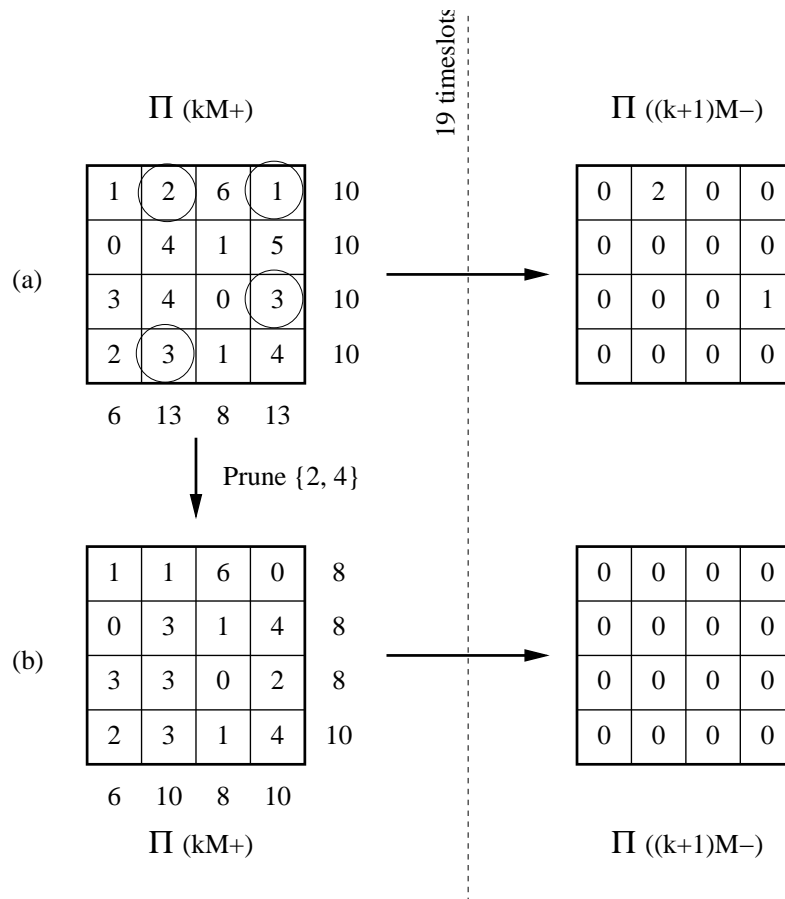 19 timeslots
Π (kM+)
Π ((k+1)M−)
(a)
1 2 6 1 10
0 4 1 5 10
3 4 0 3 10
2 3 1 4 10
6 13 8 13
0 2 0 0
0 0 0 0
0 0 0 1
0 0 0 0
Prune {2, 4}
(b)
1 1 6 0 8
0 3 1 4 8
3 3 0 2 8
2 3 1 4 10
6 10 8 10
0 0 0 0
0 0 0 0
0 0 0 0
0 0 0 0
Π (kM+)
Π ((k+1)M−)